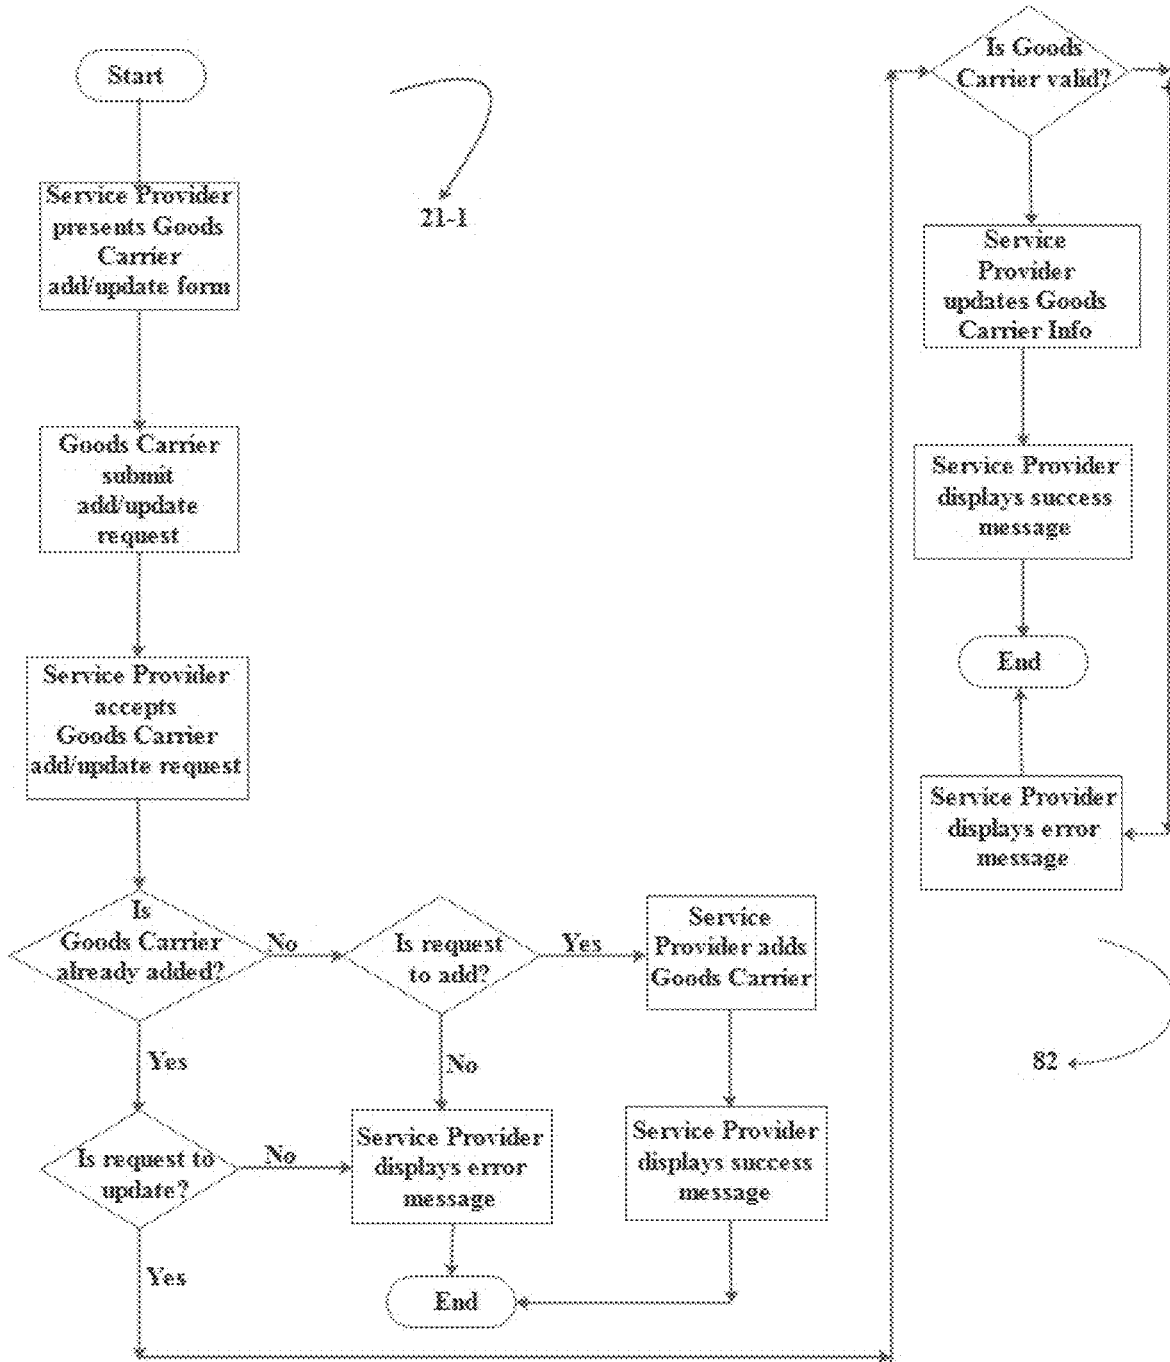 Start
21-1
Service Provider
presents Goods
Carrier
add/update form
Goods Carrier
submit
add/update
request
Service Provider
accepts
Goods Carrier
add/update request
Is
Goods Carrier
already added?
No
Is request
to add?
Yes
Service
Provider adds
Goods Carrier
Yes
No
Is request to
update?
No
Service Provider
displays error
message
Service Provider
displays success
message
Yes
End
Is Goods
Carrier valid?
Service
Provider
updates Goods
Carrier Info
Service Provider
displays success
message
End
Service Provider
displays error
message
82